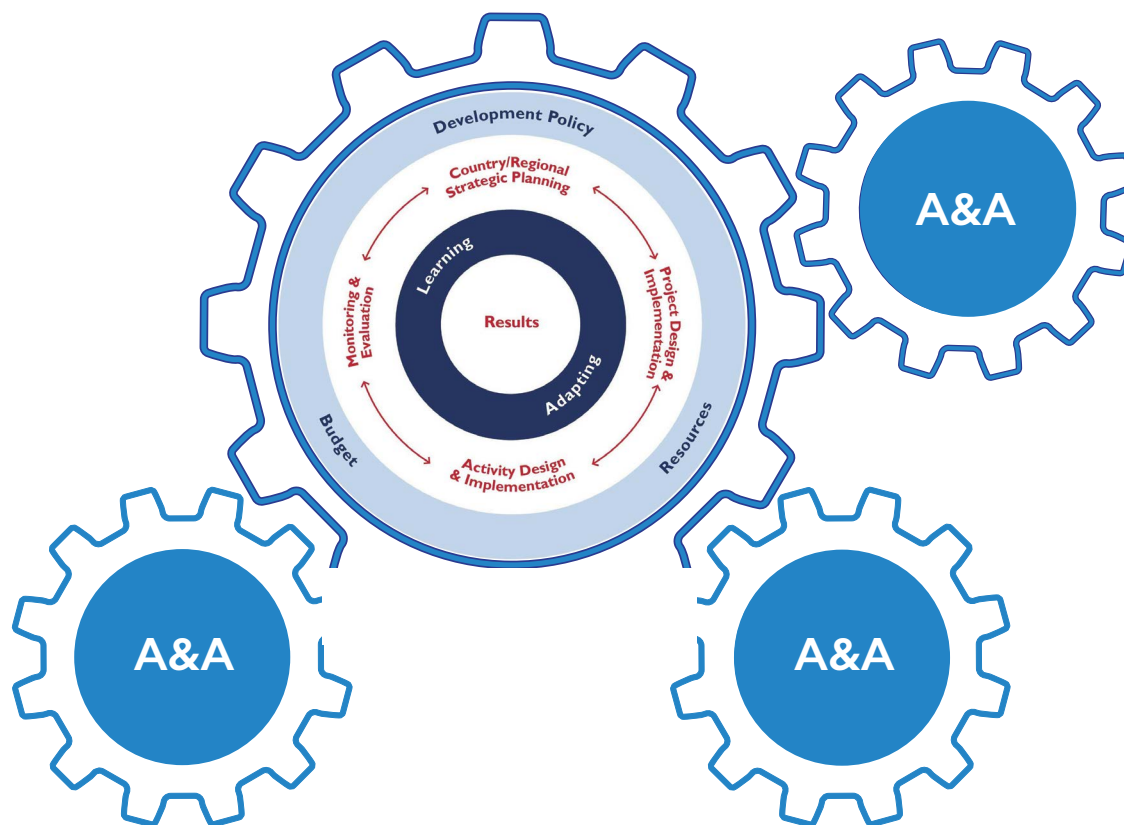 Development Policy
Country/Regional
Strategic Planning
A&A
Learning
Monitoring &
Evaluation
Results
Project Design &
Implementation
Adapting
Budget
Resources
Activity Design
& Implementation
A&A
A&A